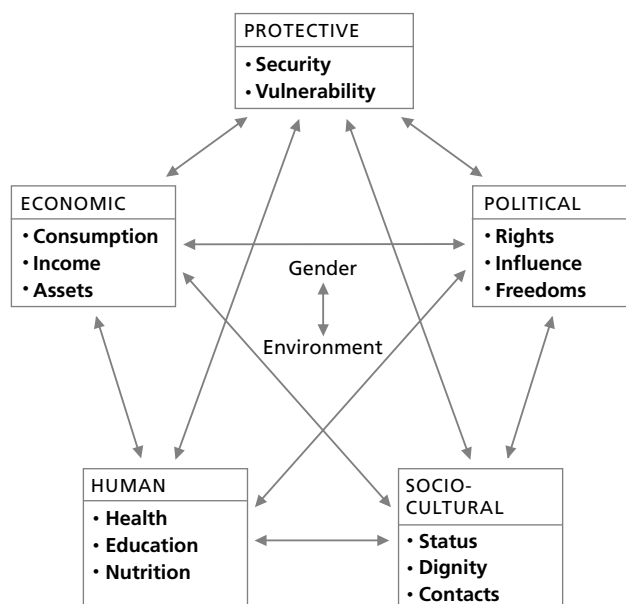 PROTECTIVE
• Security
• Vulnerability
ECONOMIC
• Consumption
• Income
• Assets
POLITICAL
• Rights
• Influence
• Freedoms
Gender
Environment
HUMAN
• Health
• Education
• Nutrition
SOCIO-
CULTURAL
• Status
• Dignity
• Contacts